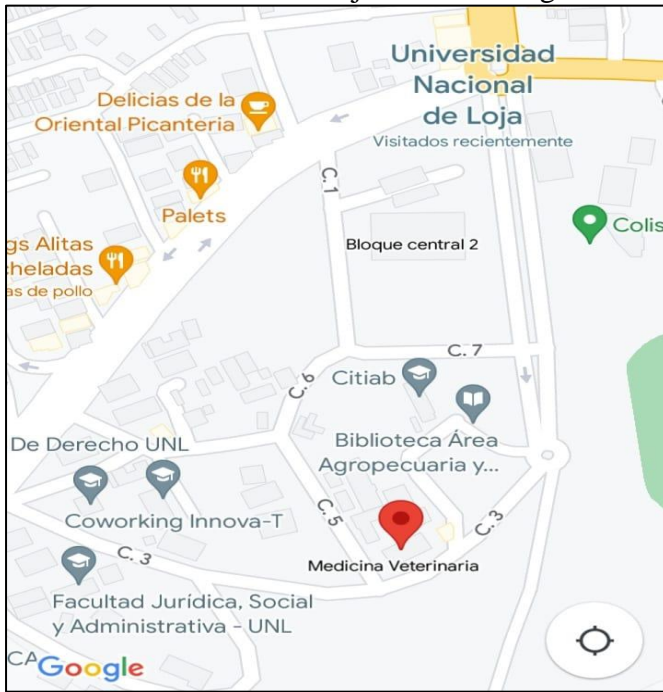 Universidad
Nacional
de Loja
Visitados recientemente
Delicias de la
Oriental Picanteria
Palets
gs Alitas
cheladas
as de pollo
C. 1
Bloque central 2
Colis
C. 7
C. 6
Citiab
Biblioteca Área
Agropecuaria y...
De Derecho UNL
Coworking Innova-T
C. 5
C. 3
Medicina Veterinaria
C. 3
Facultad Jurídica, Social
y Administrativa - UNL
CA
Google